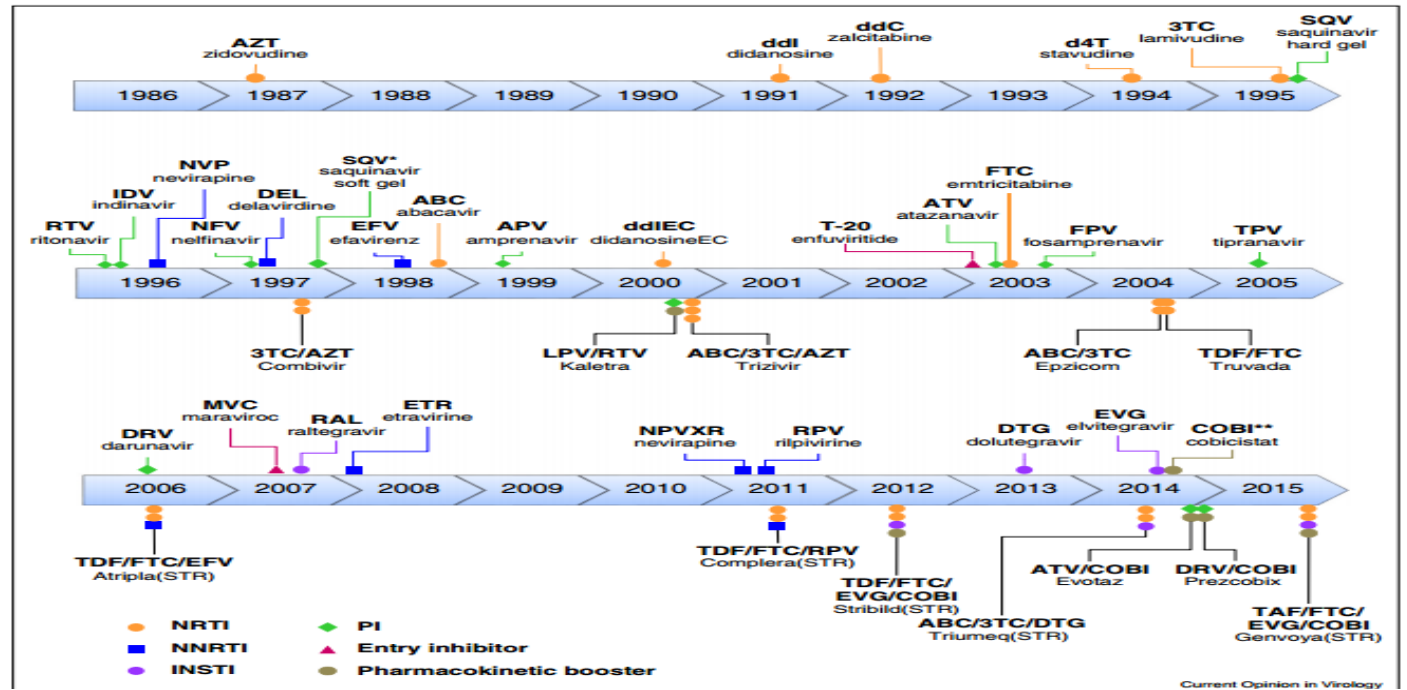 AZT
zidovudine
ddI
didanosine
ddC
zalcitabine
d4T
stavudine
3TC
lamivudine
SQV
saquinavir
hard gel
1986 1987 1988 1989 1990 1991 1992 1993 1994 1995
RTV
ritonavir
IDV
indinavir
NVP
nevirapine
NFV
nelfinavir
DEL
delavirdine
SQV*
saquinavir
soft gel
EFV
efavirenz
ABC
abacavir
APV
amprenavir
ddIEC
didanosineEC
T-20
enfuviritide
ATV
atazanavir
FTC
emtricitabine
FPV
fosamprenavir
TPV
tipranavir
1996 1997 1998 1999 2000 2001 2002 2003 2004 2005
3TC/AZT
Combivir
LPV/RTV
Kaletra
ABC/3TC/AZT
Trizivir
ABC/3TC
Epzicom
TDF/FTC
Truvada
DRV
darunavir
MVC
maraviroc
RAL
raltegravir
ETR
etravirine
NPVXR
nevirapine
RPV
rilpivirine
DTG
dolutegravir
EVG
elvitegravir
COBI**
cobicistat
2006 2007 2008 2009 2010 2011 2012 2013 2014 2015
TDF/FTC/EFV
Atripla(STR)
TDF/FTC/RPV
Complera(STR)
TDF/FTC/
EVG/COBI
Stribild(STR)
ABC/3TC/DTG
Triumeq(STR)
ATV/COBI
Evotaz
DRV/COBI
Prezcobix
TAF/FTC/
EVG/COBI
Genvoya(STR)
NRTI
PI
NNRTI
Entry inhibitor
INSTI
Pharmacokinetic booster
Current Opinion in Virology